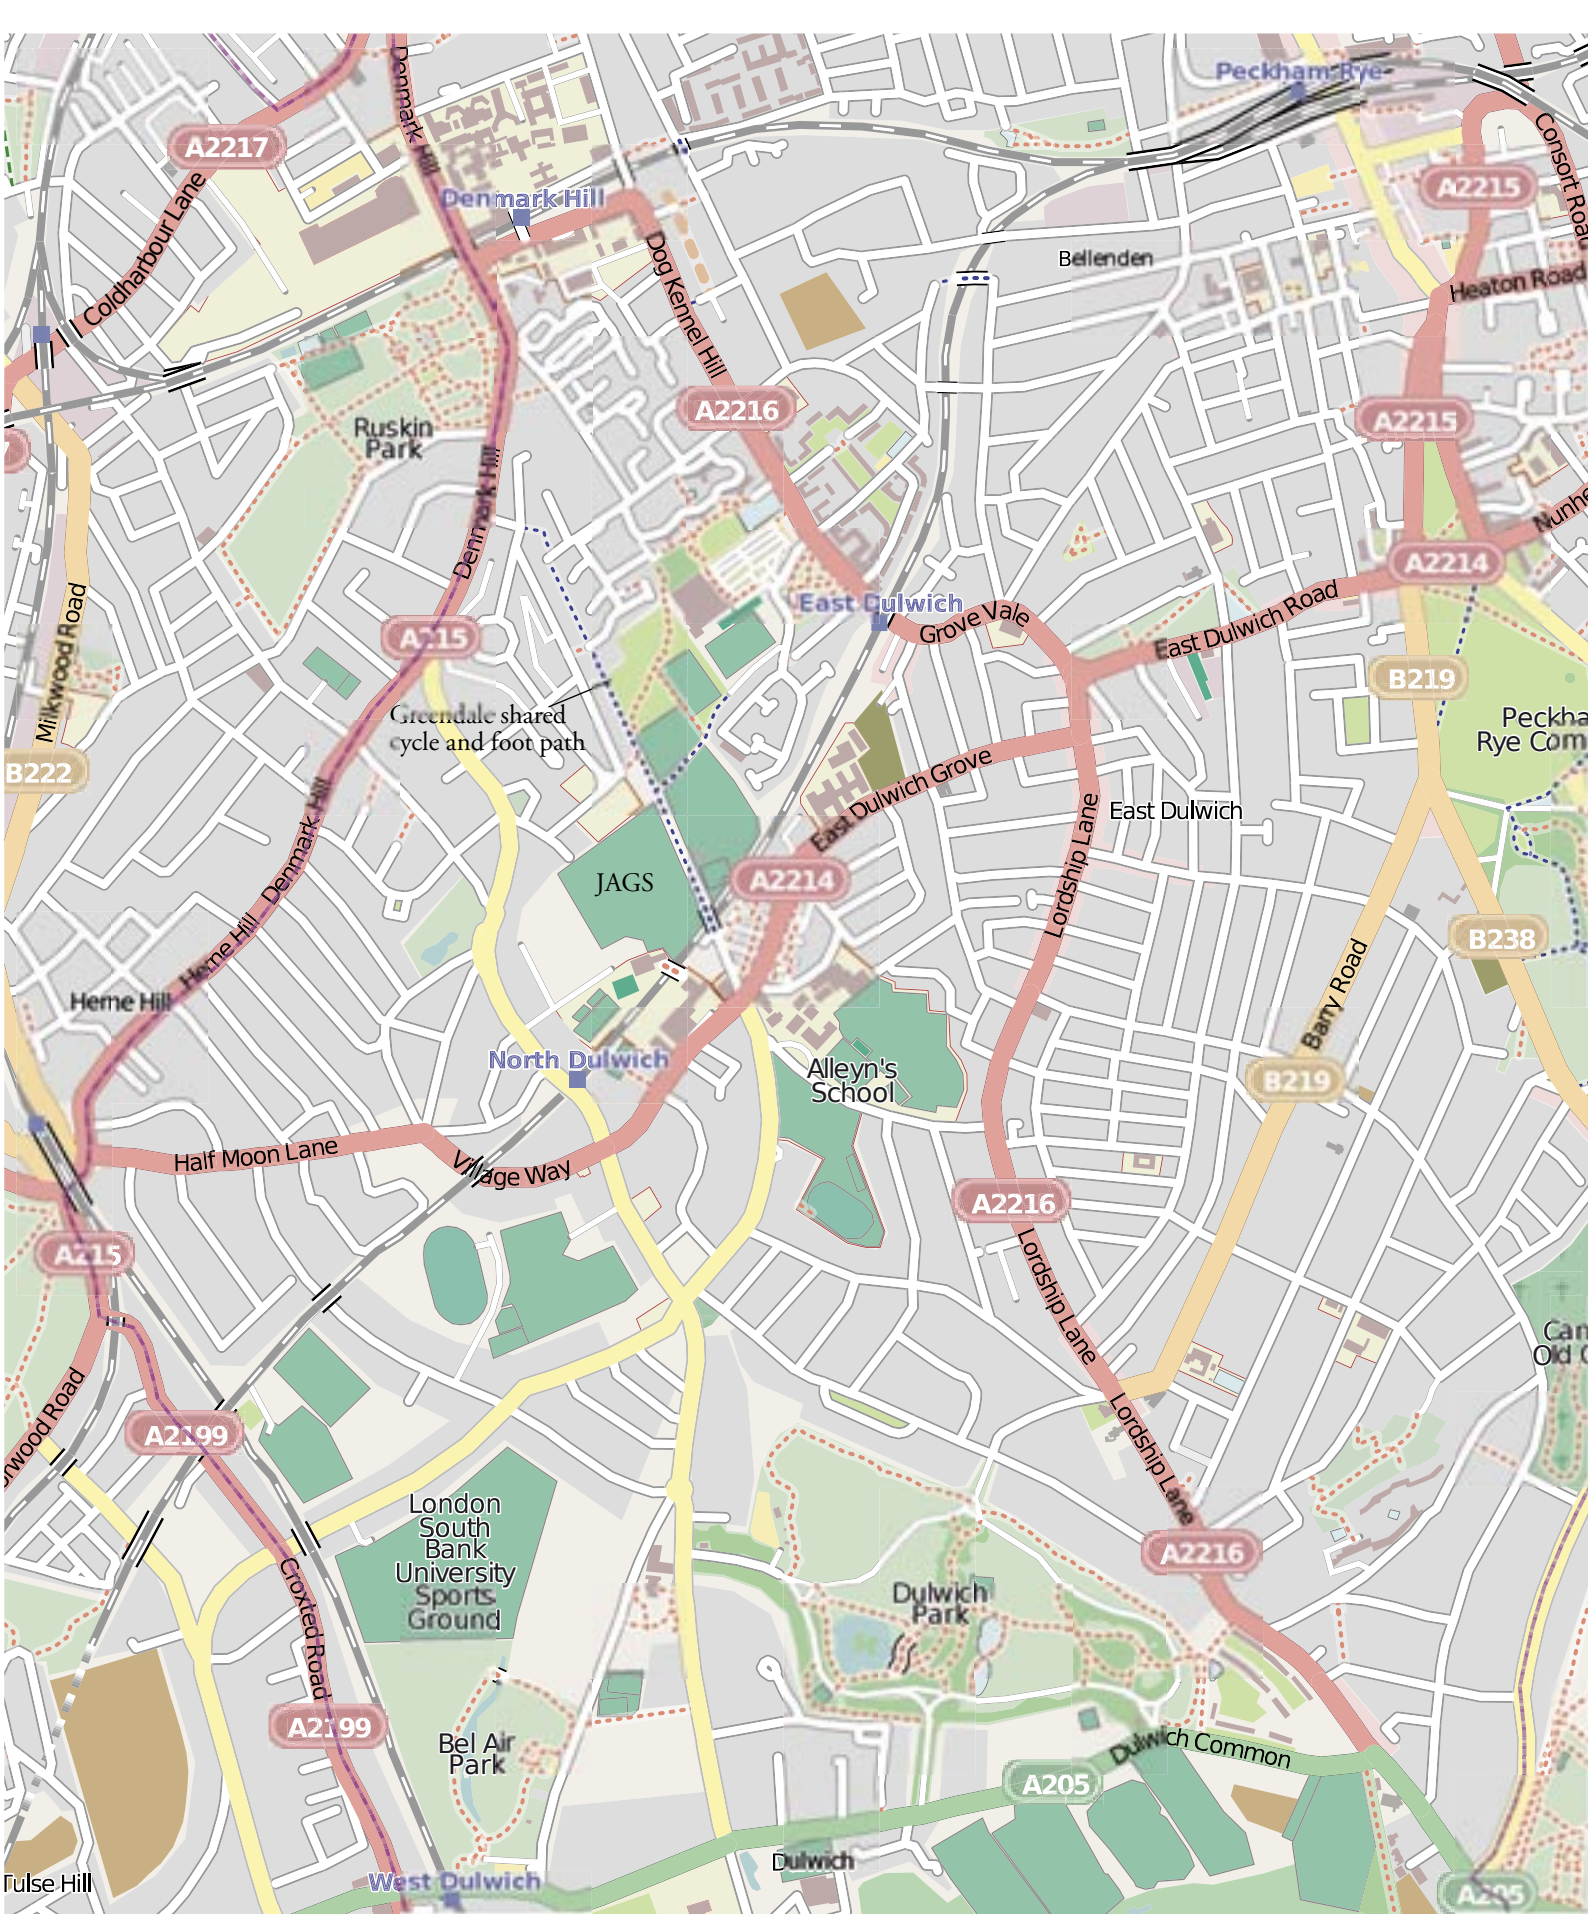 Peckham Rye
Denmark Hill
A2217
Consort Road
A2215
Denmark Hill
Coldharbour Lane
Dog Kennel Hill
Bellenden
Heaton Road
A2216
A2215
Ruskin
Park
Denmark Hill
A2214
East Dulwich
Grove Vale
East Dulwich Road
A215
B219
Milkwood Road
Greendale shared
cycle and foot path
Rye
B222
East Dulwich Grove
East Dulwich
Denmark Hill
Lordship Lane
JAGS
A2214
B238
Herne Hill
Herne Hill
Barry Road
North Dulwich
Alleyn's
School
B219
Half Moon Lane
Village Way
A2216
A215
Lordship Lane
Old
A2199
Lordship Lane
London
South
Bank
University
Sports
Ground
A2216
Croxted Road
Dulwich
Park
A2199
Bel Air
Park
Dulwich Common
A205
Dulwich
Tulse Hill
West Dulwich
A205